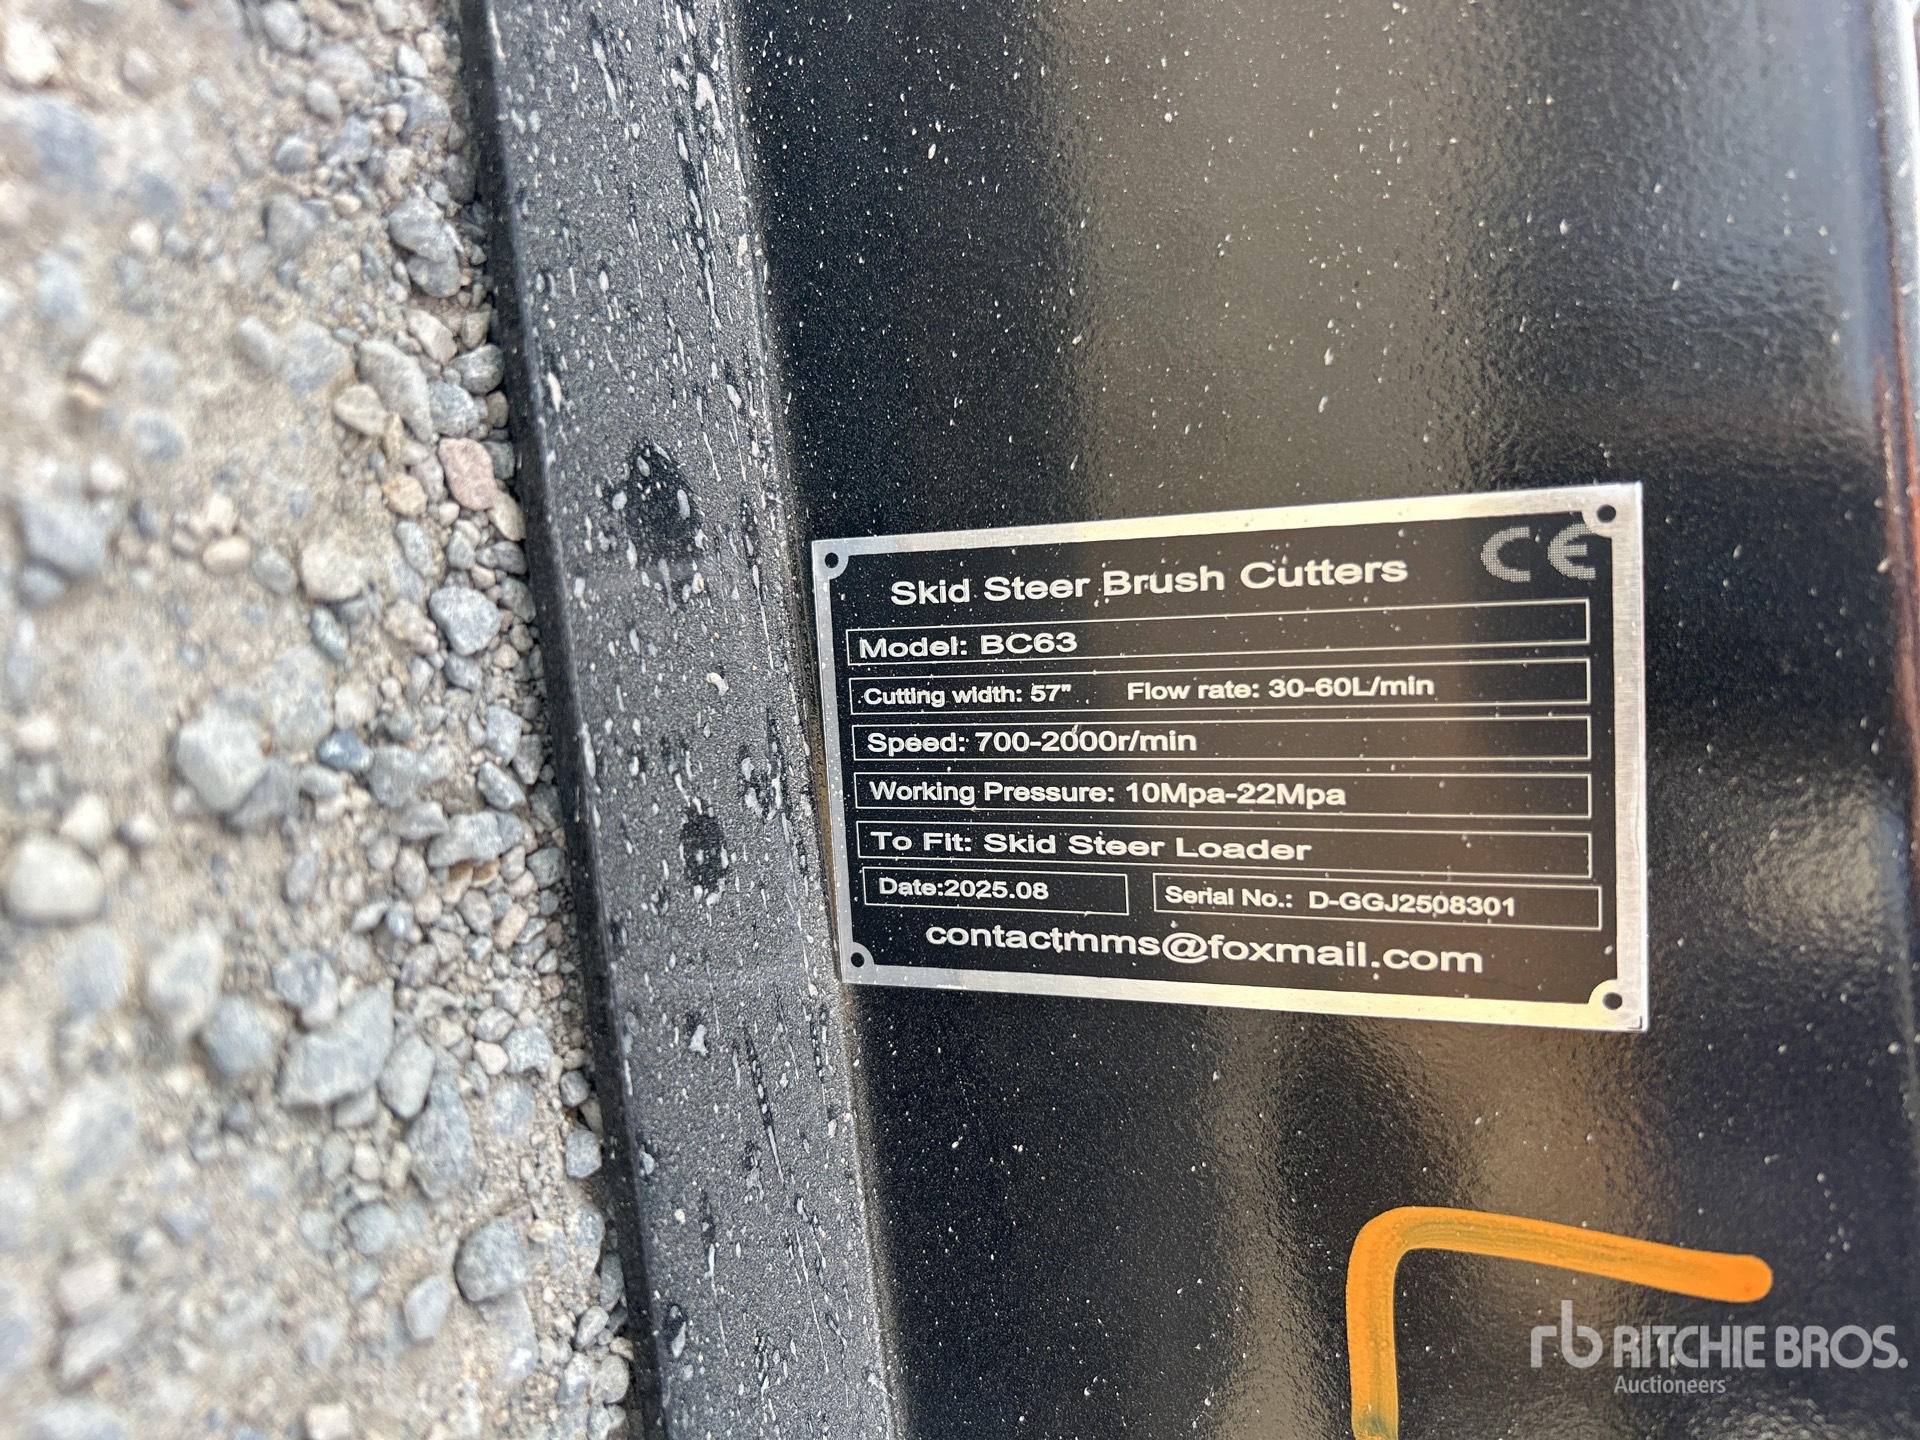 CE
Skid Steer Brush Cutters
Model: BC63
Cutting width: 57" Flow rate: 30-60L/min
Speed: 700-2000r/min
Working Pressure: 10Mpa-22Mpa
To Fit: Skid Steer Loader
Date:2025.08 Serial No.: D-GGJ2508301
contactmms@foxmail.com
rb RITCHIE BROS.
Auctioneers